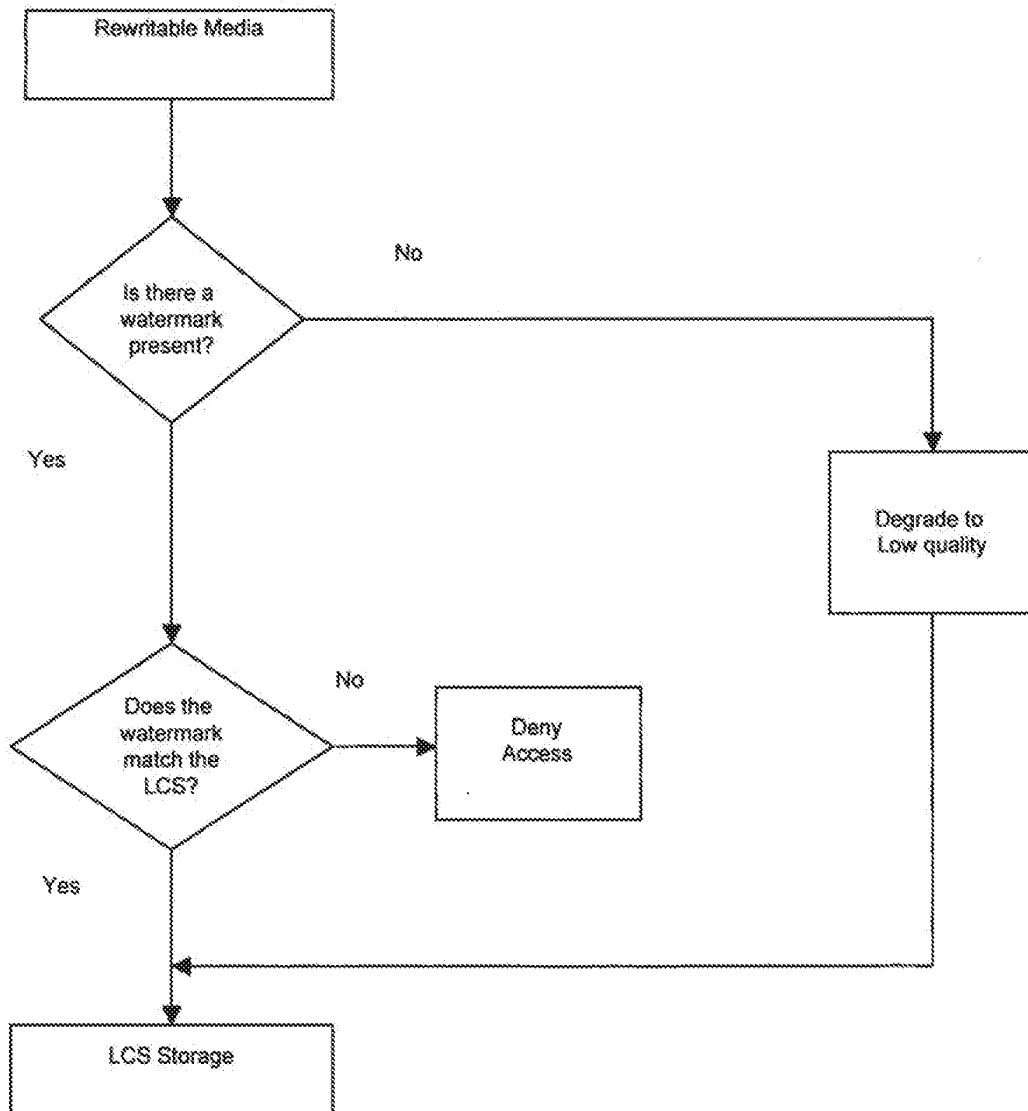 Rewritable Media
No
Is there a
watermark
present?
Yes
Degrade to
Low quality
No
Does the
watermark
match the
LCS?
Deny
Access
Yes
LCS Storage